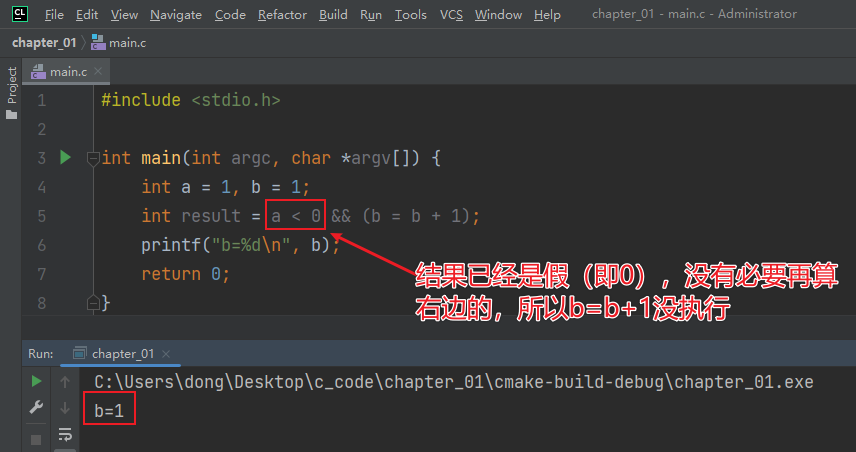 CL File Edit View Navigate Code Refactor Build Run Tools VCS Window Help chapter_01 - main.c - Administrator
chapter_01 main.c
Project
main.c
1 #include <stdio.h>
2
3 int main(int argc, char *argv[]) {
4 int a = 1, b = 1;
5 int result = a < 0 && (b = b + 1);
6 printf("b=%d\n", b);
7 return 0;
8 }
结果已经是假（即0），没有必要再算
右边的，所以b=b+1没执行
Run: chapter_01
C:\Users\dong\Desktop\c_code\chapter_01\cmake-build-debug\chapter_01.exe
b=1